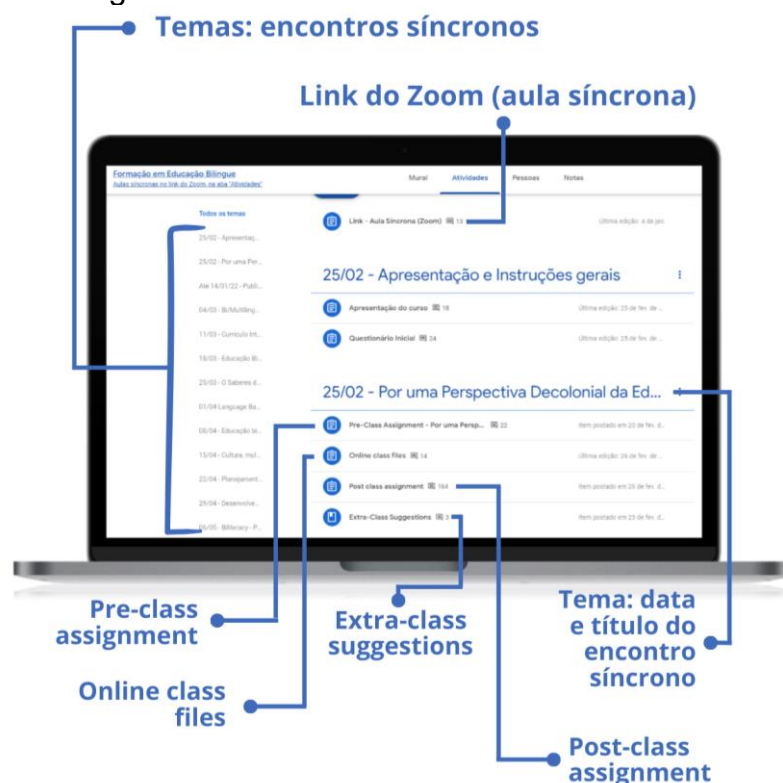 Temas: encontros síncronos
Link do Zoom (aula síncrona)
Formação em Educação Bilíngue
Aulas síncronas no link do Zoom, na aba "Atividades"
Mural Atividades Pessoas Notas
Todos os temas
25/02 - Apresentaç...
25/02 - Por uma Per...
Até 14/01/22 - Publi...
04/03 - Bi/Multiling...
11/03 - Currículo Int...
18/03 - Educação Bi...
25/03 - O Saberes d...
01/04 Language Ba...
08/04 - Educação bi...
13/04 - Cultura, mul...
22/04 - Planejament...
29/04 - Desenvolve...
06/05 - Biliteracy - P...
Link - Aula Síncrona (Zoom) 13 Última edição: 4 de jan.
25/02 - Apresentação e Instruções gerais
Apresentação do curso 18 Última edição: 25 de fev. de ...
Questionário Inicial 24 Última edição: 25 de fev. de ...
25/02 - Por uma Perspectiva Decolonial da Ed...
Pre-Class Assignment - Por uma Persp... 22 Item postado em 23 de fev. d...
Online class files 14 Última edição: 26 de fev. de ...
Post class assignment 164 Item postado em 25 de fev. d...
Extra-Class Suggestions 3 Item postado em 25 de fev. d...
Pre-class
assignment
Online class
files
Extra-class
suggestions
Tema: data
e título do
encontro
síncrono
Post-class
assignment